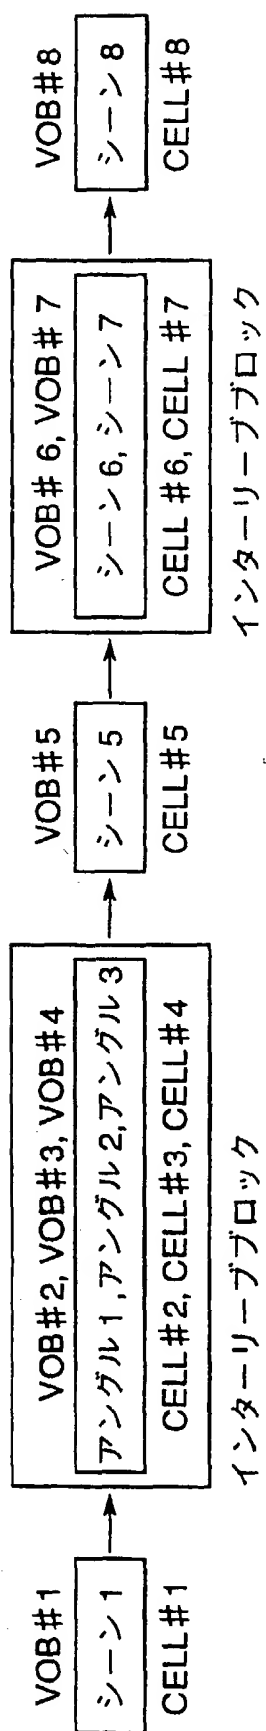 VOB#1
シーン1
CELL#1
VOB#2, VOB#3, VOB#4
アングル1,アングル2,アングル3
CELL#2, CELL#3, CELL#4
インターリーブブロック
VOB#5
シーン5
CELL#5
VOB# 6, VOB# 7
シーン6, シーン7
CELL #6, CELL #7
インターリーブブロック
VOB#8
シーン8
CELL#8